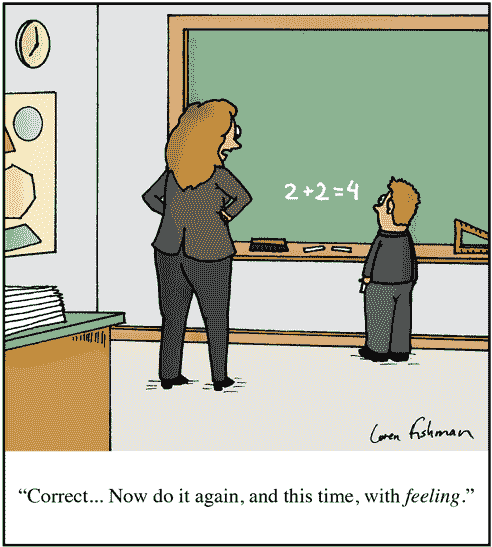 2+2=4
Loren Fishman
“Correct... Now do it again, and this time, with feeling.”